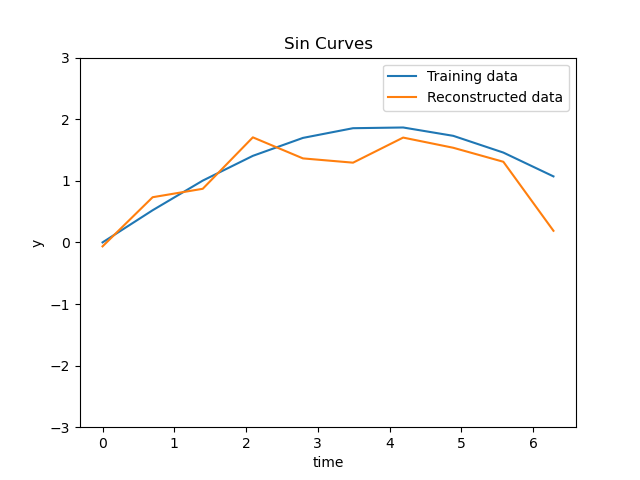 Sin Curves
Training data
Reconstructed data
3
2
1
0
−1
−2
−3
y
0 1 2 3 4 5 6
time